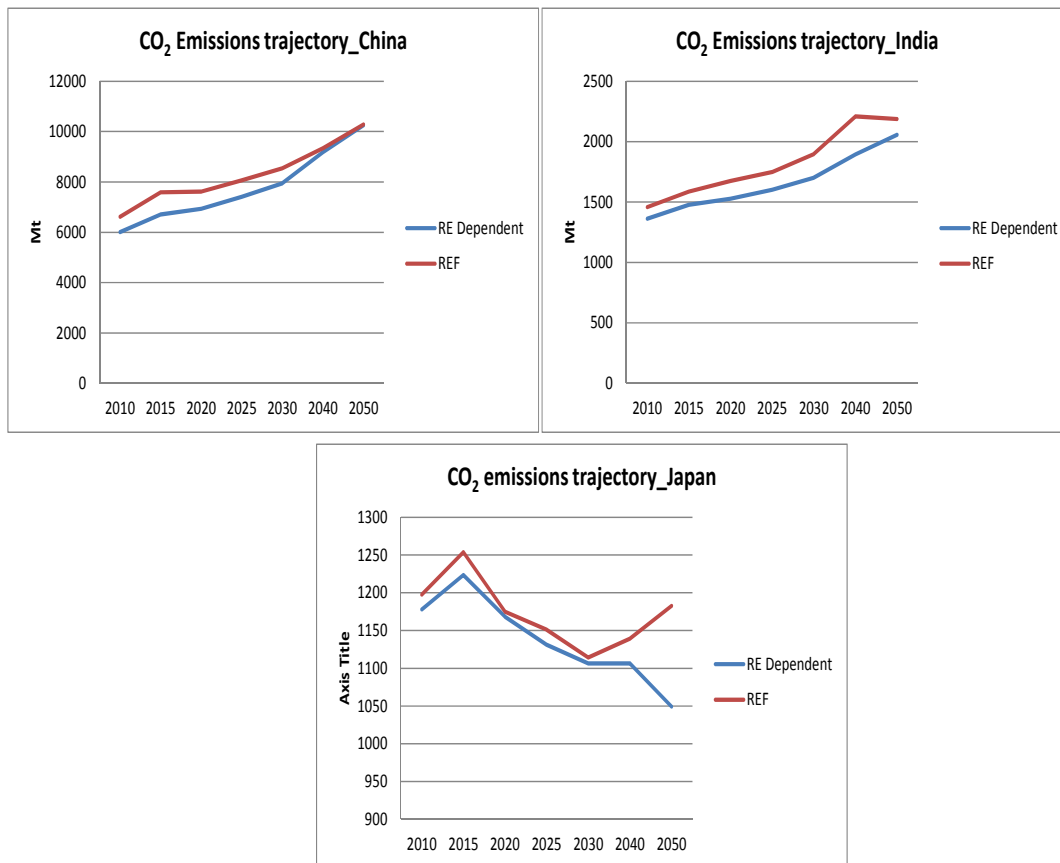 CO₂ Emissions trajectory_China
12000
10000
8000
6000
4000
2000
0
Mt
2010 2015 2020 2025 2030 2040 2050
RE Dependent
REF
CO₂ Emissions trajectory_India
2500
2000
1500
1000
500
0
Mt
2010 2015 2020 2025 2030 2040 2050
RE Dependent
REF
CO₂ emissions trajectory_Japan
1300
1250
1200
1150
1100
1050
1000
950
900
Axis Title
2010 2015 2020 2025 2030 2040 2050
RE Dependent
REF